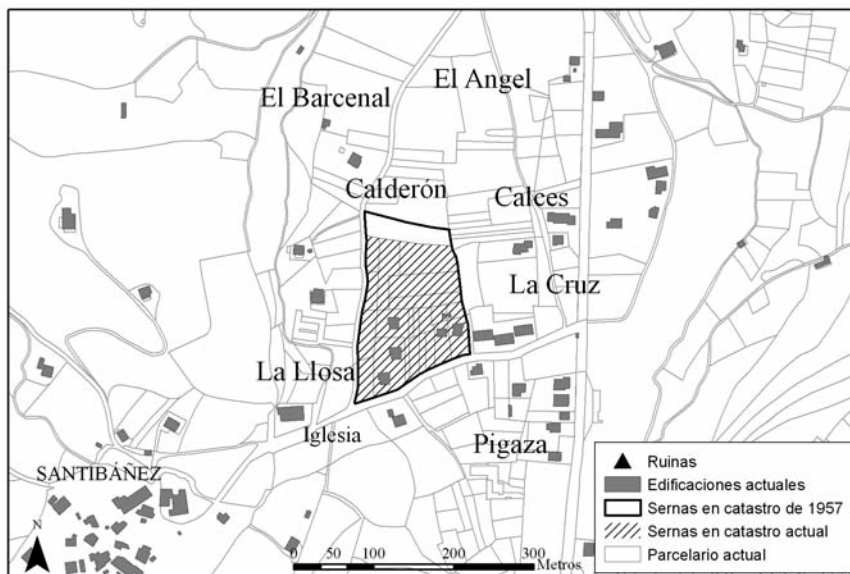 El Angel
El Barcenal
Calderón
Calces
La Cruz
La Llosa
Iglesia
Pigaza
SANTIBÁÑEZ
N
0 50 100 200 300
Metros
Ruinas
Edificaciones actuales
Sernas en catastro de 1957
Sernas en catastro actual
Parcelario actual